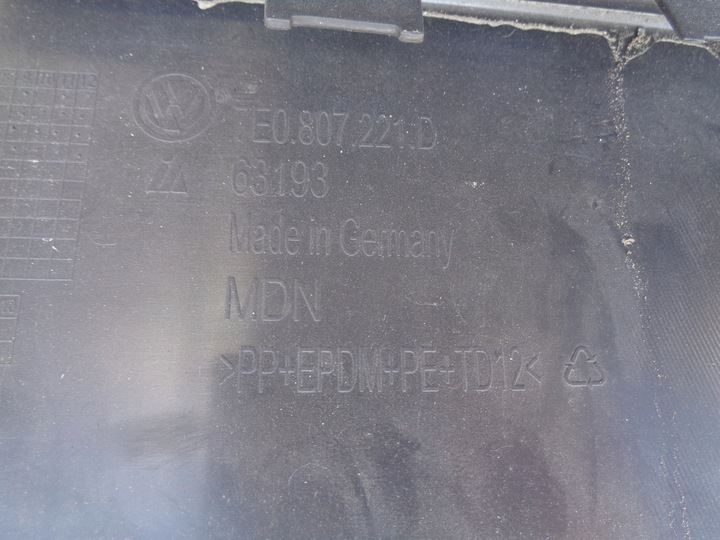 7E0.807.221.D
63193
Made in Germany
MDN
>PP+EPDM+PE+TD12<